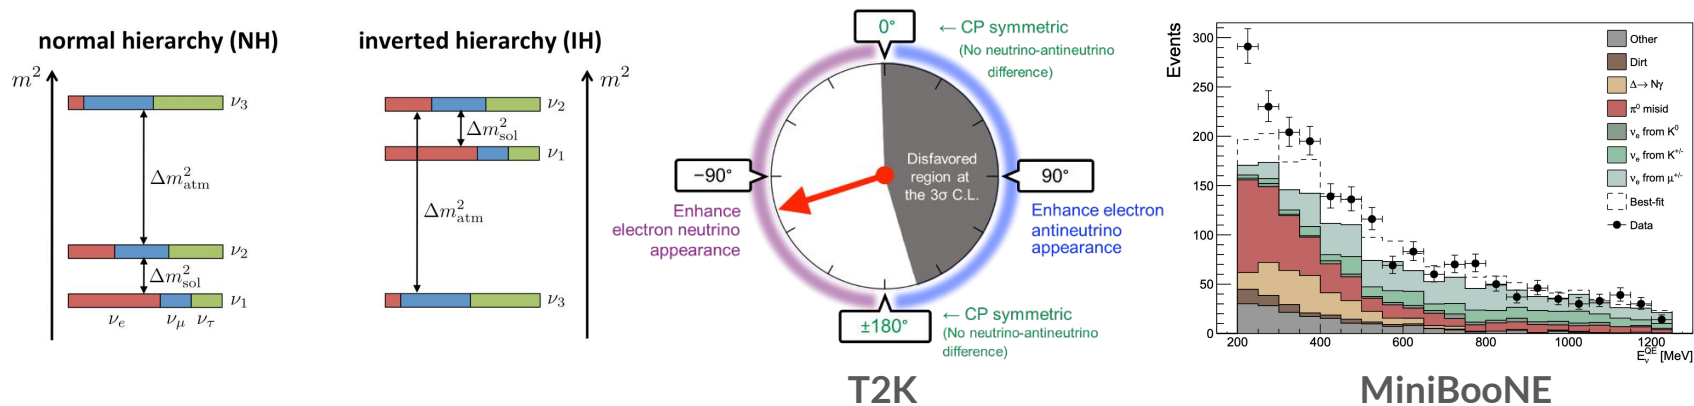 normal hierarchy (NH)
m²
ν₃
Δm²atm
ν₂
Δm²sol
ν₁
νe νμ ντ
inverted hierarchy (IH)
m²
ν₂
Δm²sol
ν₁
Δm²atm
ν₃
0°
← CP symmetric
(No neutrino-antineutrino
difference)
Disfavored
region at
the 3σ C.L.
−90°
90°
Enhance
electron neutrino
appearance
Enhance electron
antineutrino
appearance
±180°
← CP symmetric
(No neutrino-antineutrino
difference)
T2K
Events
300
250
200
150
100
50
0
200 400 600 800 1000 1200
Eν^QE [MeV]
Other
Dirt
Δ→ Nγ
π⁰ misid
νe from K⁰
νe from K⁺/⁻
νe from μ⁺/⁻
Best-fit
Data
MiniBooNE